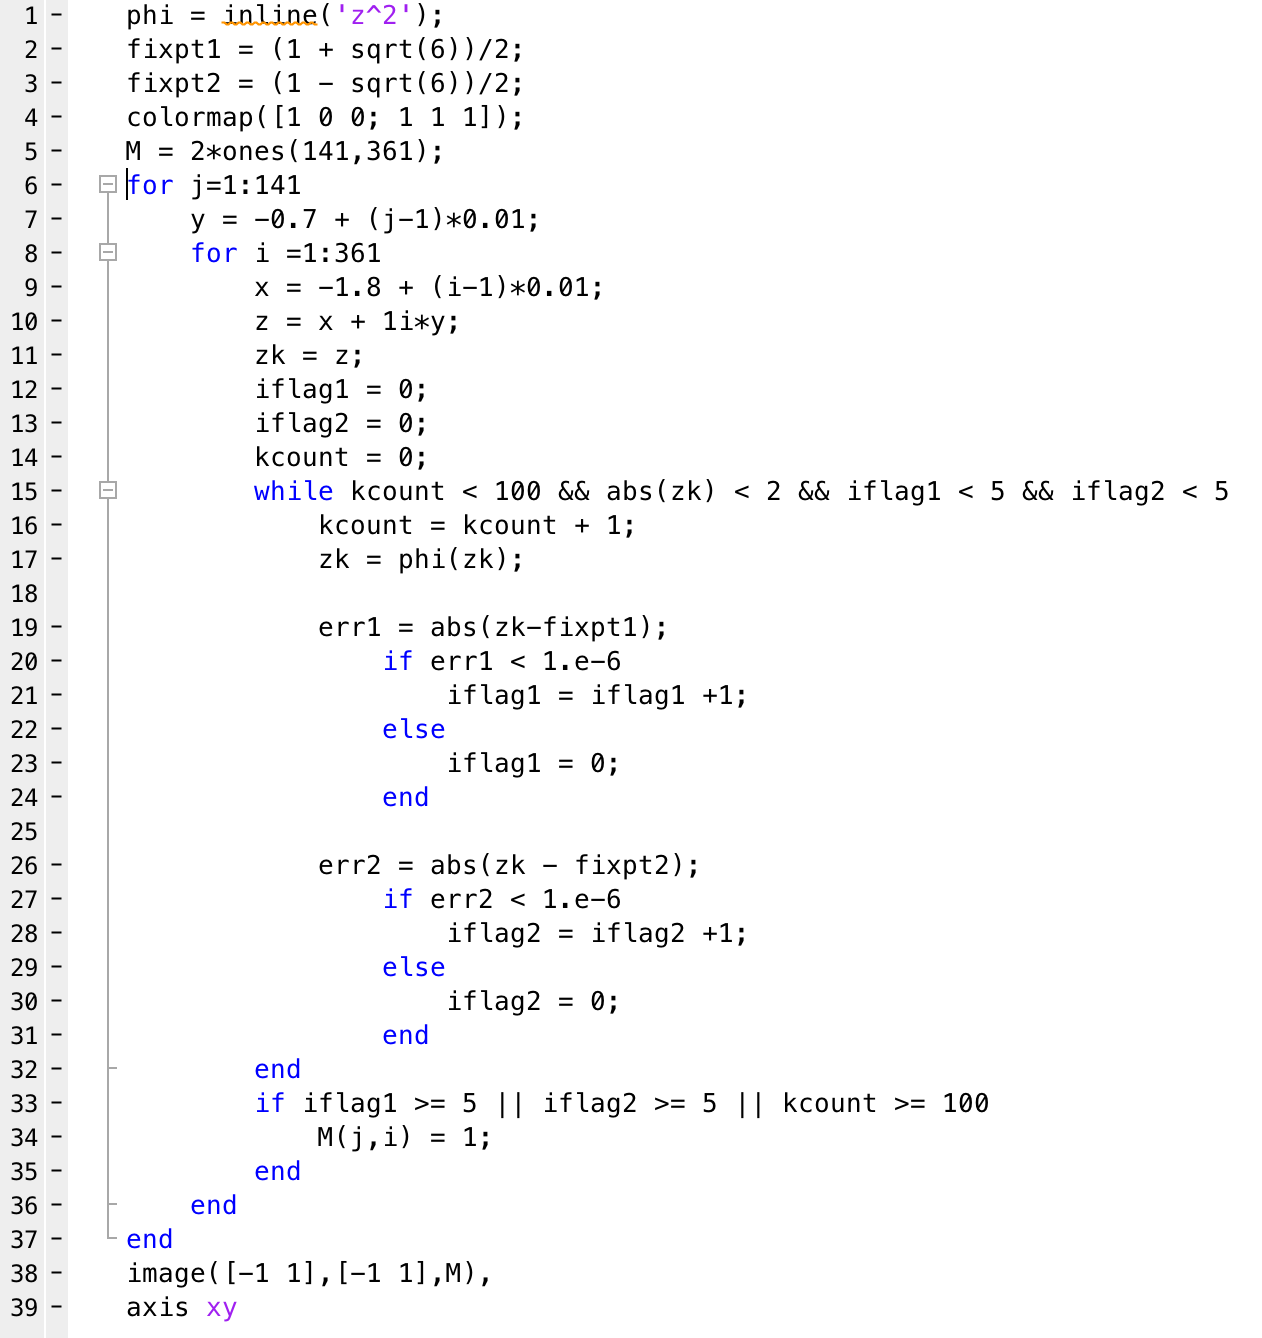 1 - phi = inline('z^2');
2 - fixpt1 = (1 + sqrt(6))/2;
3 - fixpt2 = (1 - sqrt(6))/2;
4 - colormap([1 0 0; 1 1 1]);
5 - M = 2*ones(141,361);
6 - for j=1:141
7 - y = -0.7 + (j-1)*0.01;
8 - for i =1:361
9 - x = -1.8 + (i-1)*0.01;
10 - z = x + 1i*y;
11 - zk = z;
12 - iflag1 = 0;
13 - iflag2 = 0;
14 - kcount = 0;
15 - while kcount < 100 && abs(zk) < 2 && iflag1 < 5 && iflag2 < 5
16 - kcount = kcount + 1;
17 - zk = phi(zk);
18
19 - err1 = abs(zk-fixpt1);
20 - if err1 < 1.e-6
21 - iflag1 = iflag1 +1;
22 - else
23 - iflag1 = 0;
24 - end
25
26 - err2 = abs(zk - fixpt2);
27 - if err2 < 1.e-6
28 - iflag2 = iflag2 +1;
29 - else
30 - iflag2 = 0;
31 - end
32 - end
33 - if iflag1 >= 5 || iflag2 >= 5 || kcount >= 100
34 - M(j,i) = 1;
35 - end
36 - end
37 - end
38 - image([-1 1],[-1 1],M),
39 - axis xy